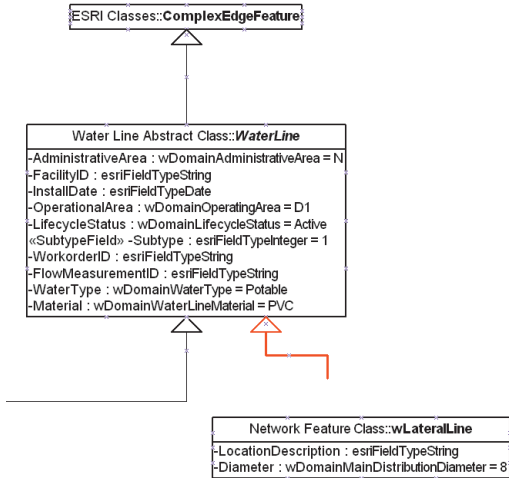 ESRI Classes::ComplexEdgeFeature
Water Line Abstract Class::WaterLine
-AdministrativeArea : wDomainAdministrativeArea = N
-FacilityID : esriFieldTypeString
-InstallDate : esriFieldTypeDate
-OperationalArea : wDomainOperatingArea = D1
-LifecycleStatus : wDomainLifecycleStatus = Active
«SubtypeField» -Subtype : esriFieldTypeInteger = 1
-WorkorderID : esriFieldTypeString
-FlowMeasurementID : esriFieldTypeString
-WaterType : wDomainWaterType = Potable
-Material : wDomainWaterLineMaterial = PVC
Network Feature Class::wLateralLine
-LocationDescription : esriFieldTypeString
-Diameter : wDomainMainDistributionDiameter = 8